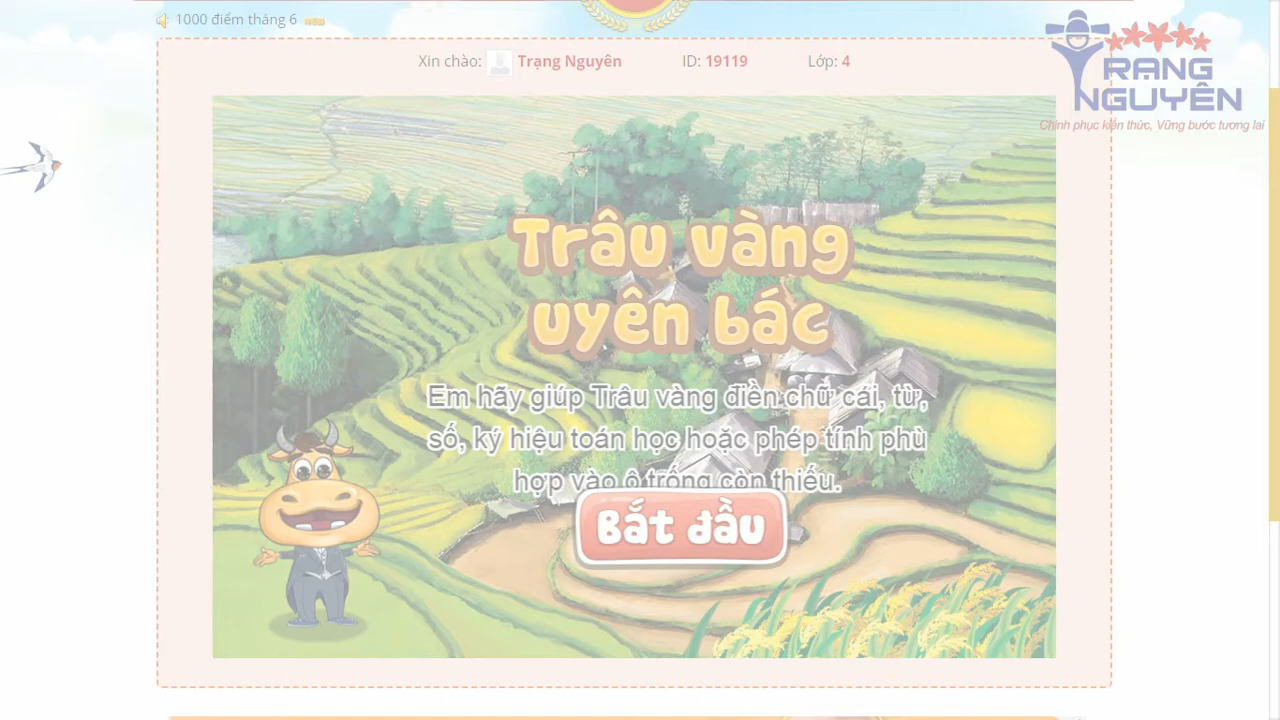 1000 điểm tháng 6
Xin chào: Trạng Nguyên ID: 19119 Lớp: 4
TRẠNG
NGUYÊN
Chinh phục kiến thức, Vững bước tương lai
Trâu vàng
uyên bác
Em hãy giúp Trâu vàng điền chữ cái, từ,
số, ký hiệu toán học hoặc phép tính phù
hợp vào ô trống còn thiếu.
Bắt đầu